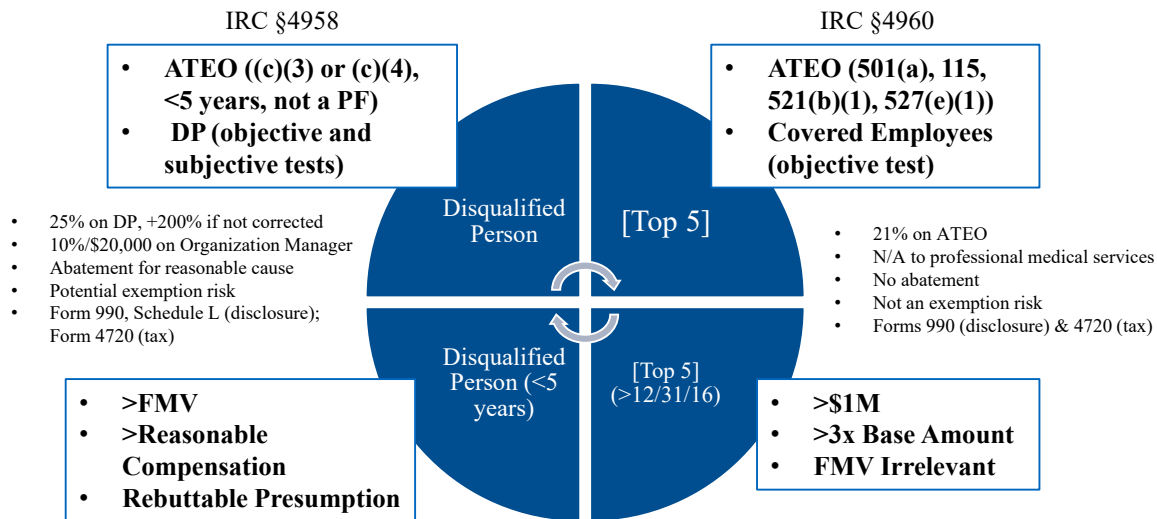 IRC §4958
• ATEO ((c)(3) or (c)(4),
<5 years, not a PF)
• DP (objective and
subjective tests)
• 25% on DP, +200% if not corrected
• 10%/$20,000 on Organization Manager
• Abatement for reasonable cause
• Potential exemption risk
• Form 990, Schedule L (disclosure);
Form 4720 (tax)
Disqualified
Person
Disqualified
Person (<5
years)
• >FMV
• >Reasonable
Compensation
• Rebuttable Presumption
IRC §4960
• ATEO (501(a), 115,
521(b)(1), 527(e)(1))
• Covered Employees
(objective test)
[Top 5]
• 21% on ATEO
• N/A to professional medical services
• No abatement
• Not an exemption risk
• Forms 990 (disclosure) & 4720 (tax)
[Top 5]
(>12/31/16)
• >$1M
• >3x Base Amount
• FMV Irrelevant